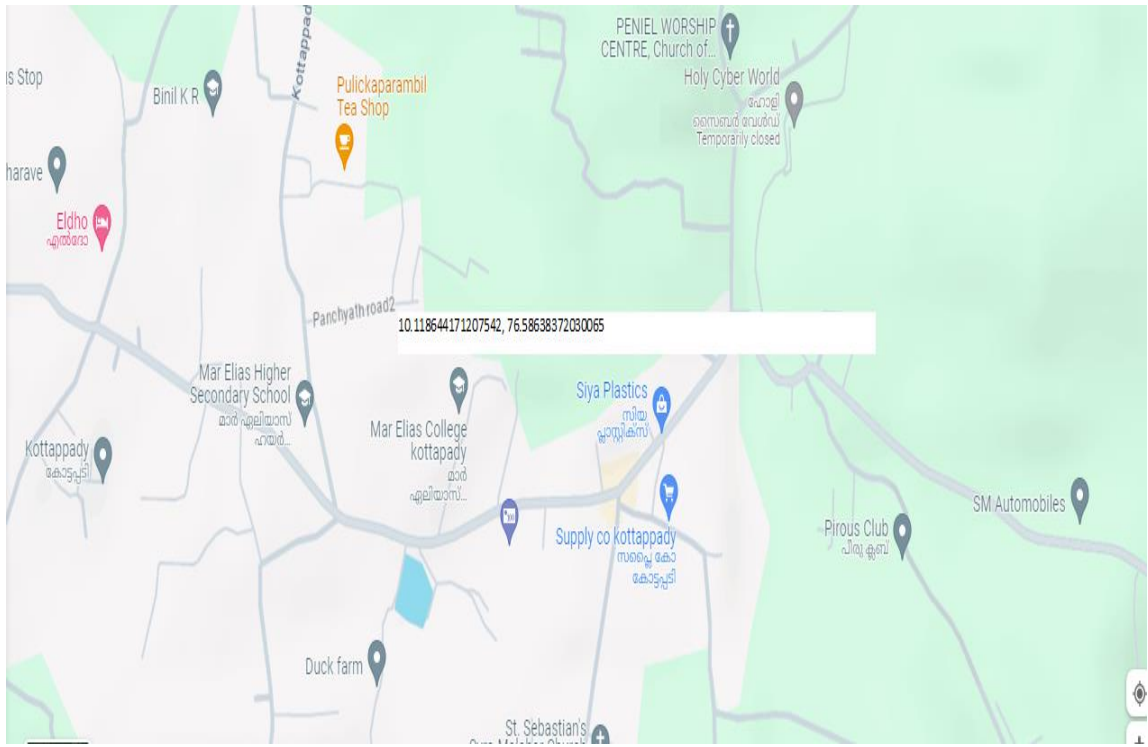 PENIEL WORSHIP
CENTRE, Church of...
Stop
Binil K R
Kottappad
Pulickaparambil
Tea Shop
Holy Cyber World
ഹോളി
സൈബർ വേൾഡ്
Temporarily closed
harave
Eldho
എൽദോ
Panchyath road2
10.118644171207542, 76.58638372030065
Mar Elias Higher
Secondary School
മാർ ഏലിയാസ്
ഹയർ...
Mar Elias College
kottapady
മാർ
ഏലിയാസ്...
Siya Plastics
സിയ
പ്ലാസ്റ്റിക്സ്
Kottappady
കോട്ടപ്പടി
Supply co kottappady
സപ്ലൈ കോ
കോട്ടപ്പടി
Pirous Club
പീരു ക്ലബ്
SM Automobiles
Duck farm
St. Sebastian's